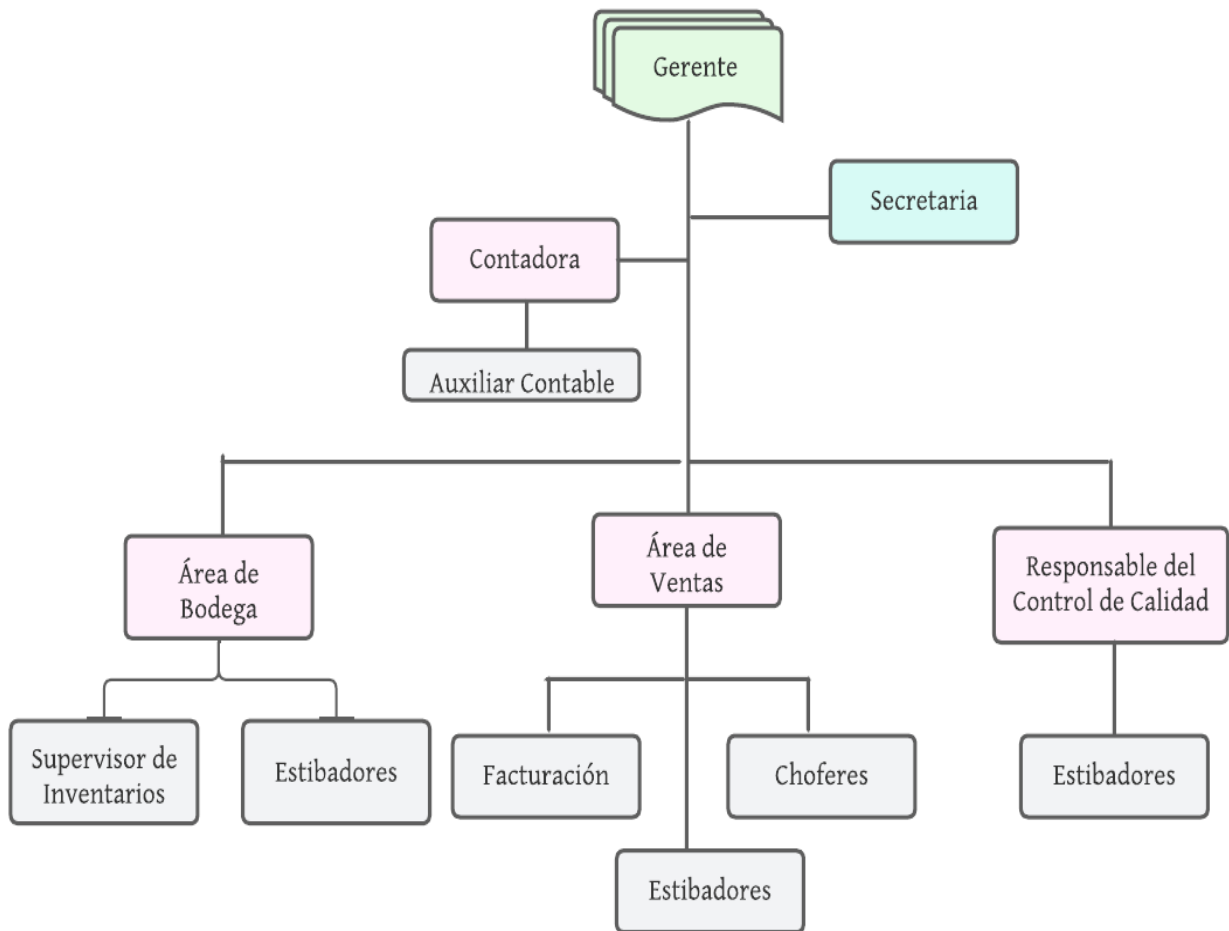 Gerente
Secretaria
Contadora
Auxiliar Contable
Área de
Bodega
Área de
Ventas
Responsable del
Control de Calidad
Supervisor de
Inventarios
Estibadores
Facturación
Choferes
Estibadores
Estibadores